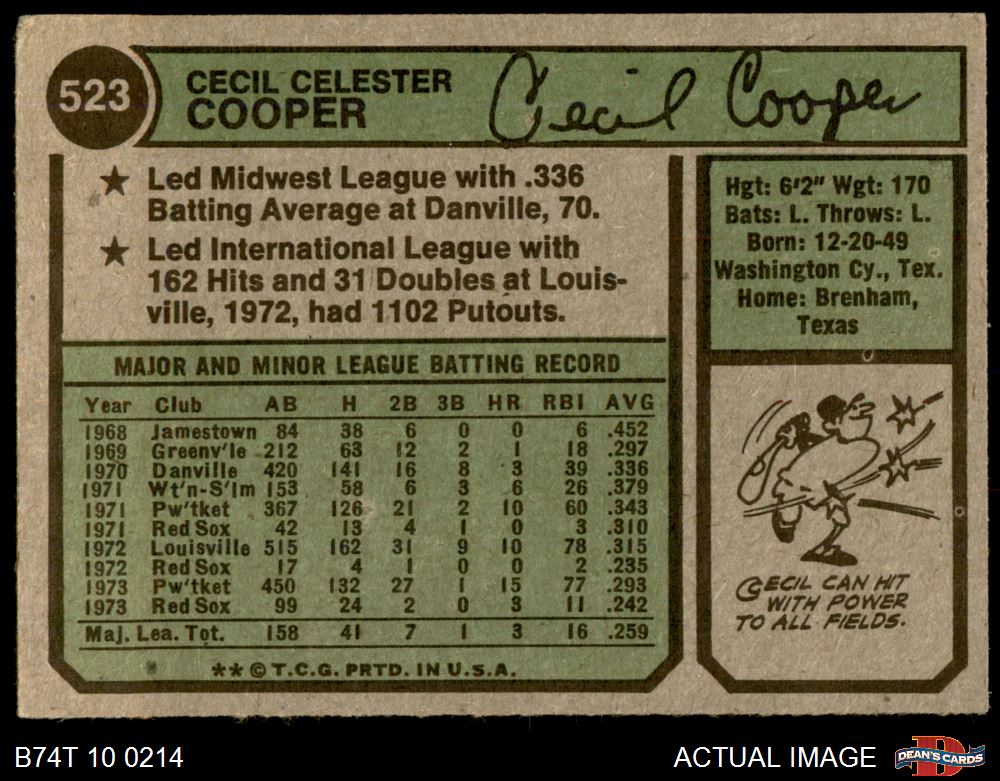 523
CECIL CELESTER
COOPER
Cecil Cooper
★ Led Midwest League with .336
Batting Average at Danville, 70.
★ Led International League with
162 Hits and 31 Doubles at Louis-
ville, 1972, had 1102 Putouts.
Hgt: 6'2" Wgt: 170
Bats: L. Throws: L.
Born: 12-20-49
Washington Cy., Tex.
Home: Brenham,
Texas
MAJOR AND MINOR LEAGUE BATTING RECORD
Year Club AB H 2B 3B HR RBI AVG
1968 Jamestown 84 38 6 0 0 6 .452
1969 Greenv'le 212 63 12 2 1 18 .297
1970 Danville 420 141 16 8 3 39 .336
1971 Wt'n-S'lm 153 58 6 3 6 26 .379
1971 Pw'tket 367 126 21 2 10 60 .343
1971 Red Sox 42 13 4 1 0 3 .310
1972 Louisville 515 162 31 9 10 78 .315
1972 Red Sox 17 4 1 0 0 2 .235
1973 Pw'tket 450 132 27 1 15 77 .293
1973 Red Sox 99 24 2 0 3 11 .242
Maj. Lea. Tot. 158 41 7 1 3 16 .259
** © T.C.G. PRTD. IN U.S.A.
CECIL CAN HIT
WITH POWER
TO ALL FIELDS.
B74T 10 0214
ACTUAL IMAGE
D
DEAN'S CARDS